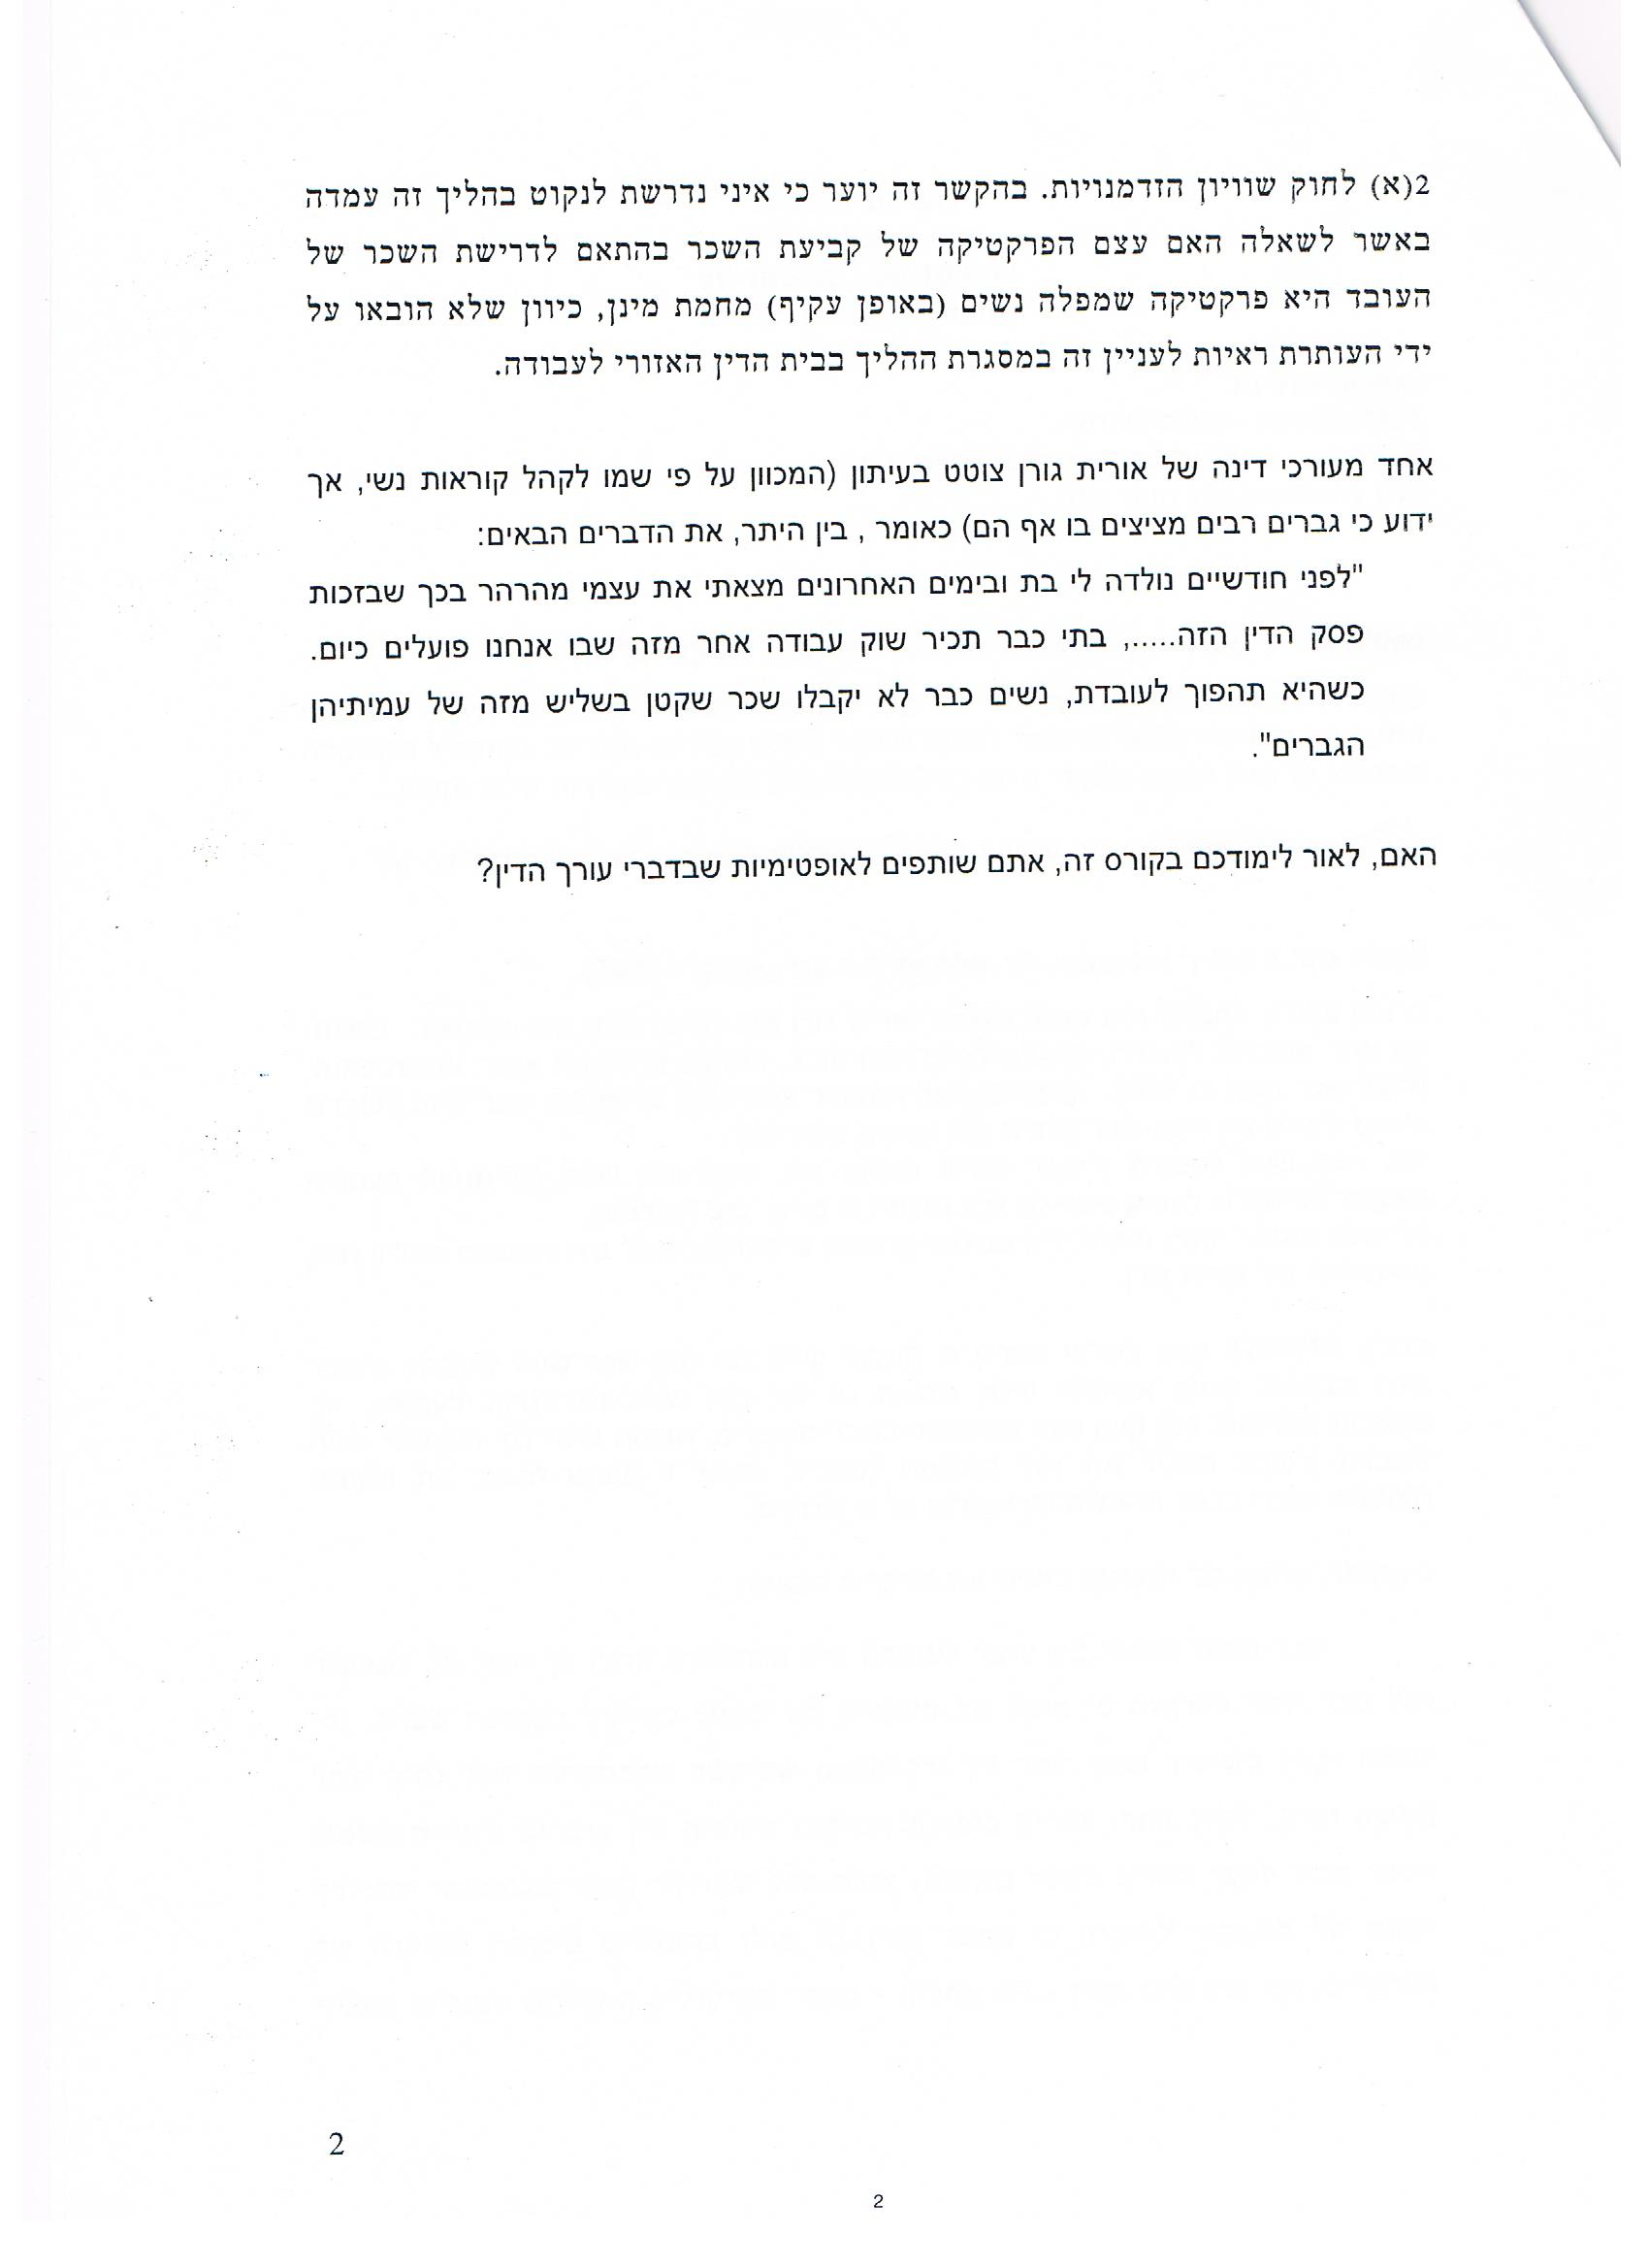 2(א) לחוק שוויון הזדמנויות. בהקשר זה יוער כי איני נדרשת לנקוט בהליך זה עמדה
באשר לשאלה האם עצם הפרקטיקה של קביעת השכר בהתאם לדרישת השכר של
העובד היא פרקטיקה שמפלה נשים (באופן עקיף) מחמת מינן, כיוון שלא הובאו על
ידי העותרת ראיות לעניין זה במסגרת ההליך בבית הדין האזורי לעבודה.
אחד מעורכי דינה של אורית גורן צוטט בעיתון (המכוון על פי שמו לקהל קוראות נשי, אך
ידוע כי גברים רבים מציצים בו אף הם) כאומר , בין היתר, את הדברים הבאים:
"לפני חודשיים נולדה לי בת ובימים האחרונים מצאתי את עצמי מהרהר בכך שבזכות
פסק הדין הזה....., בתי כבר תכיר שוק עבודה אחר מזה שבו אנחנו פועלים כיום.
כשהיא תהפוך לעובדת, נשים כבר לא יקבלו שכר שקטן בשליש מזה של עמיתיהן
הגברים".
האם, לאור לימודכם בקורס זה, אתם שותפים לאופטימיות שבדברי עורך הדין?
2
2